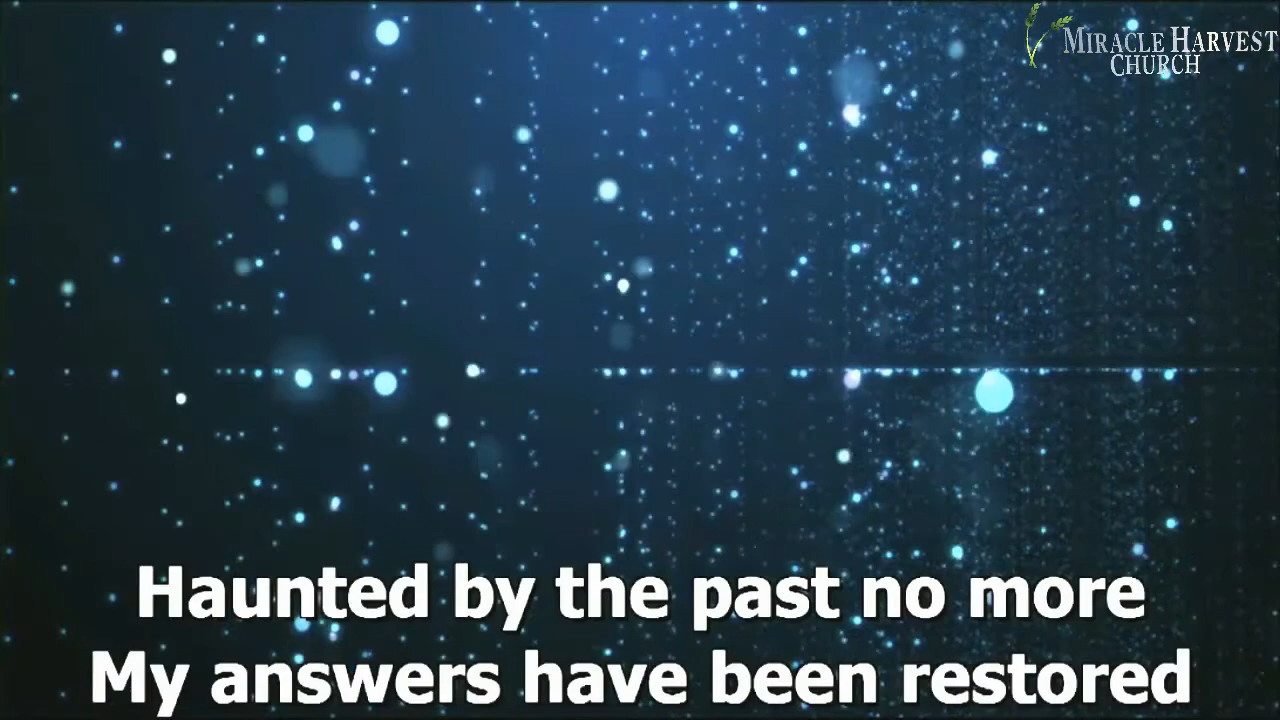 MIRACLE HARVEST
CHURCH
Haunted by the past no more
My answers have been restored